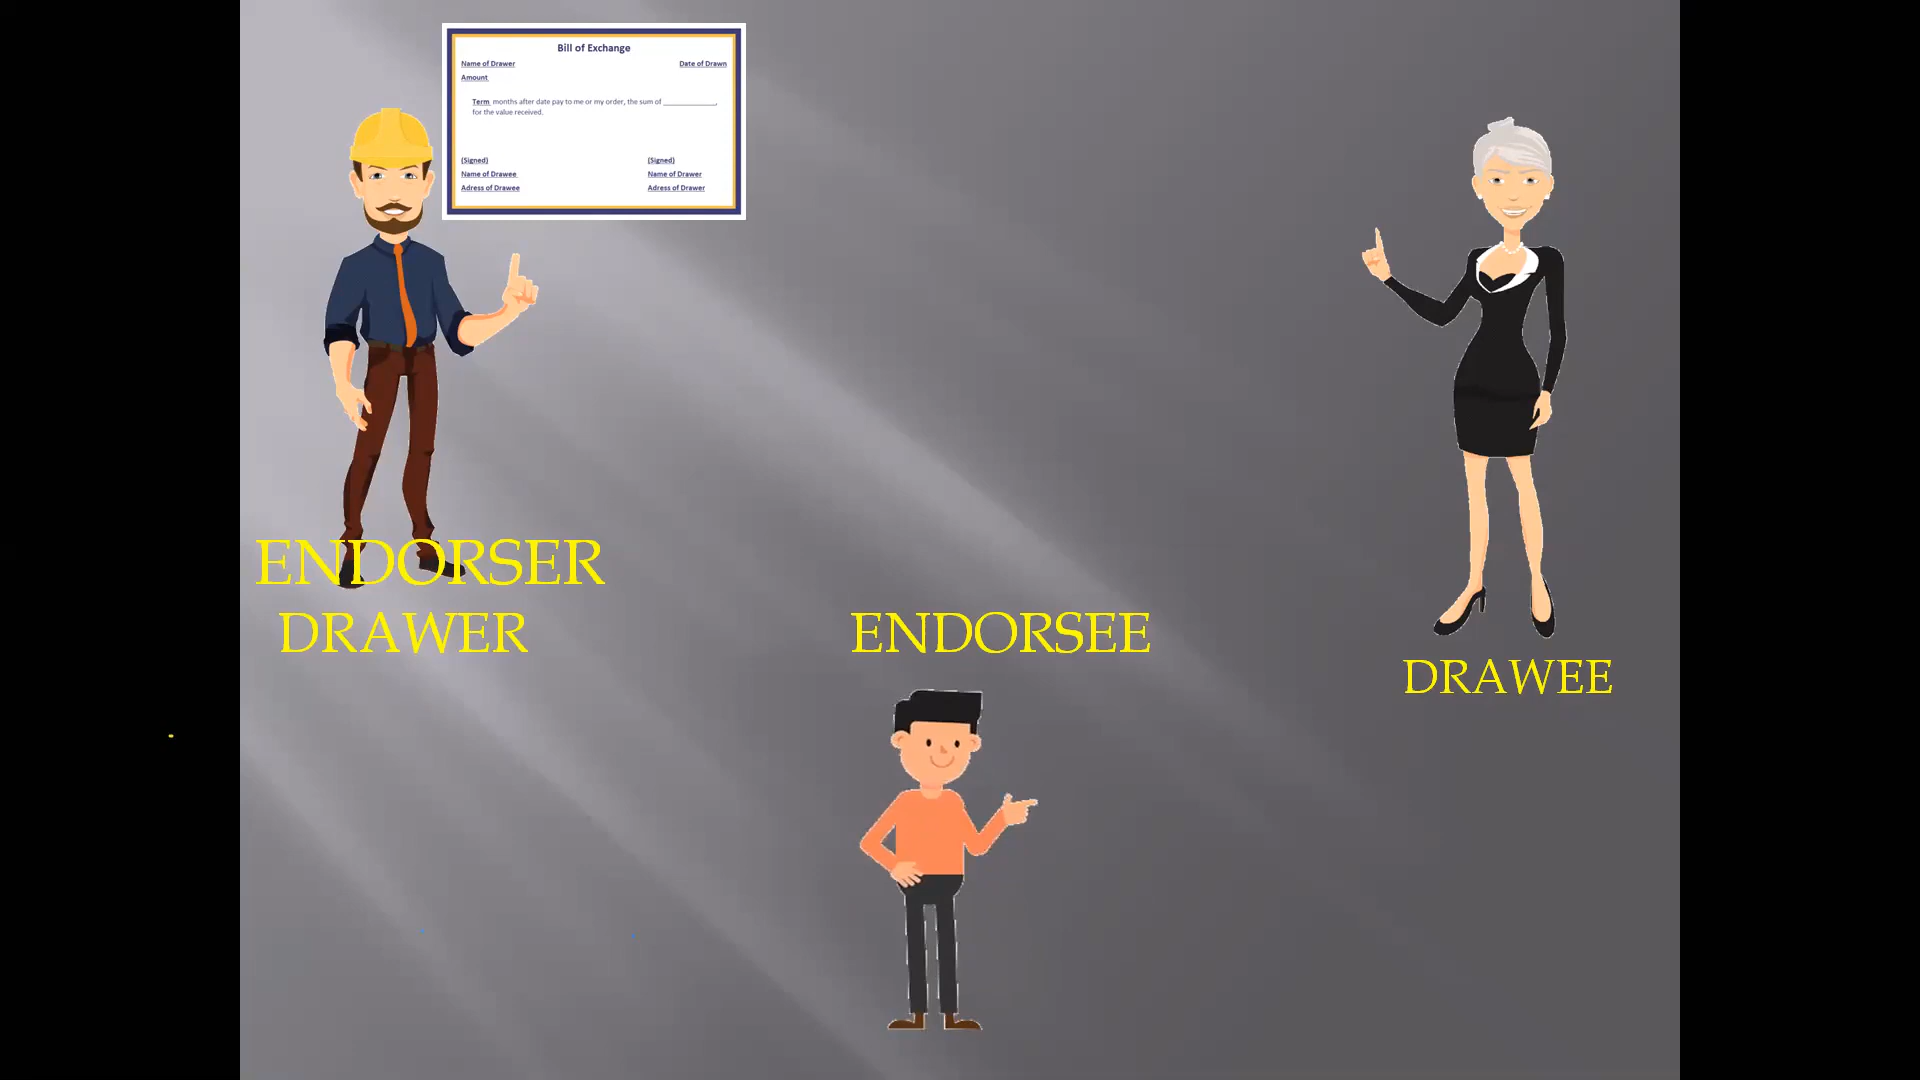 Bill of Exchange
Name of Drawer Date of Drawn
Amount
Term months after date pay to me or my order, the sum of ______________,
for the value received.
(Signed) (Signed)
Name of Drawee Name of Drawer
Adress of Drawee Adress of Drawer
ENDORSER
DRAWER
ENDORSEE
DRAWEE